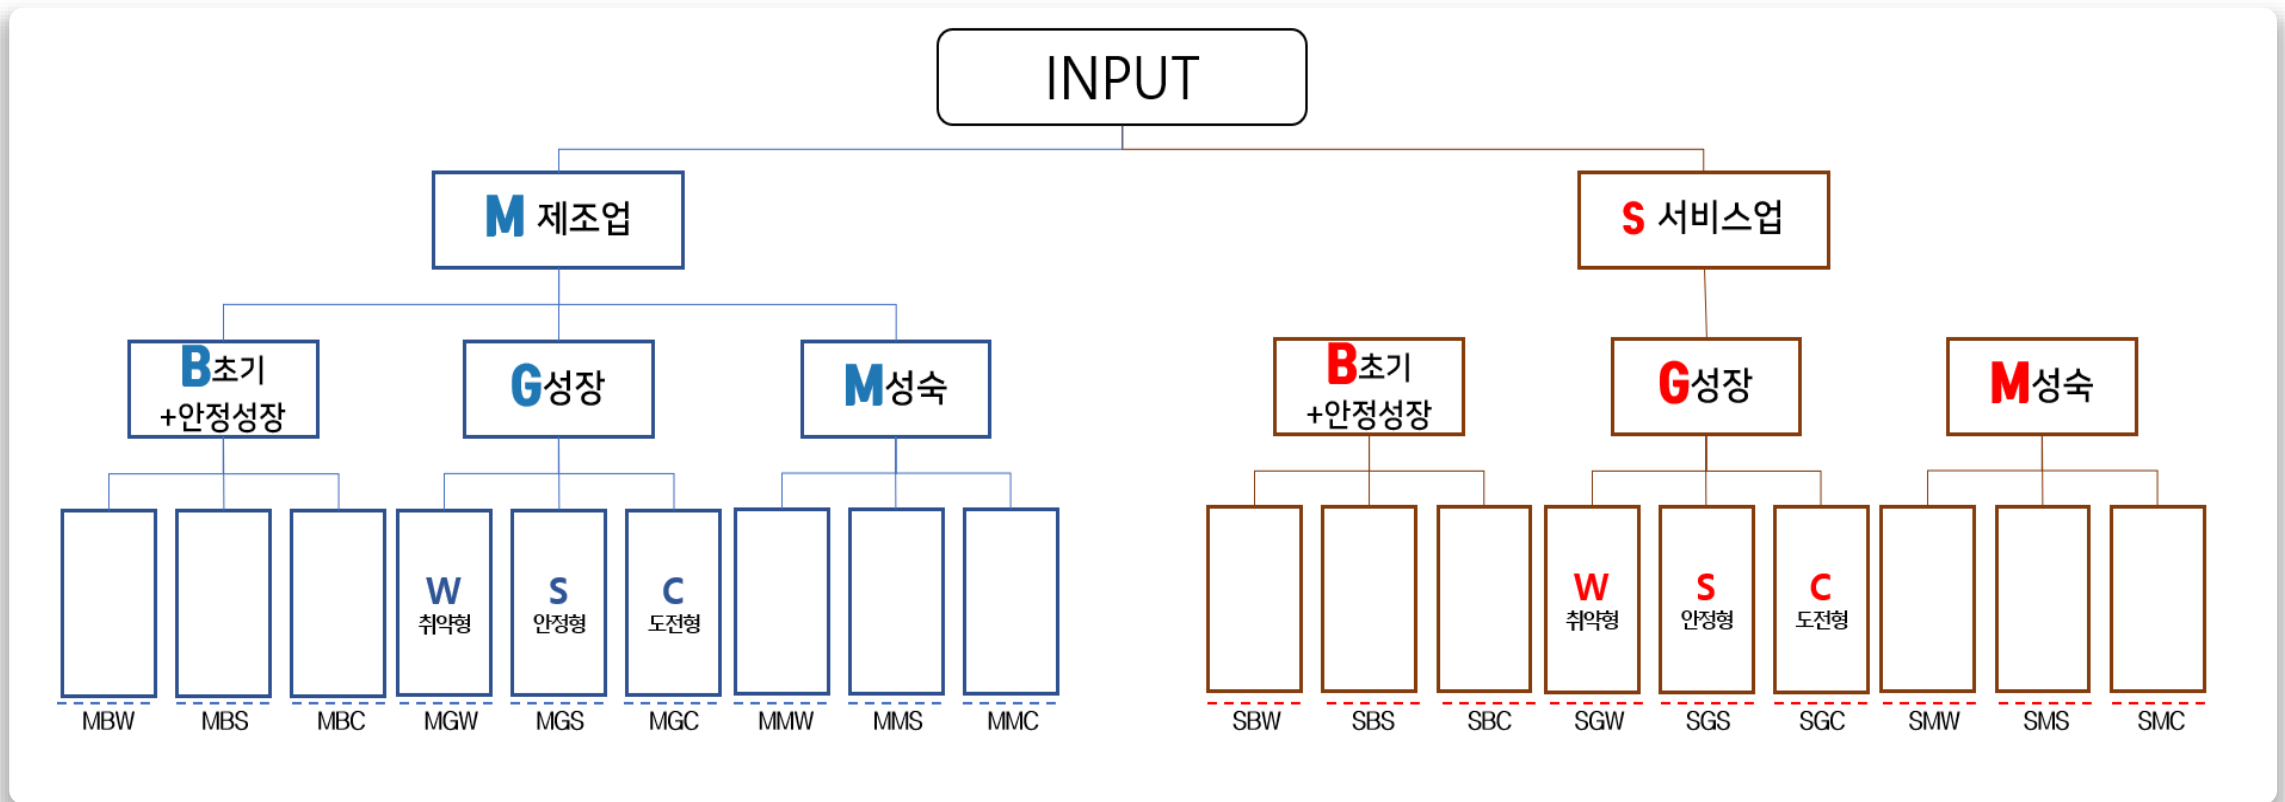 INPUT
M 제조업
S 서비스업
B초기
+안정성장
G성장
M성숙
B초기
+안정성장
G성장
M성숙
W
취약형
S
안정형
C
도전형
W
취약형
S
안정형
C
도전형
MBW
MBS
MBC
MGW
MGS
MGC
MMW
MMS
MMC
SBW
SBS
SBC
SGW
SGS
SGC
SMW
SMS
SMC